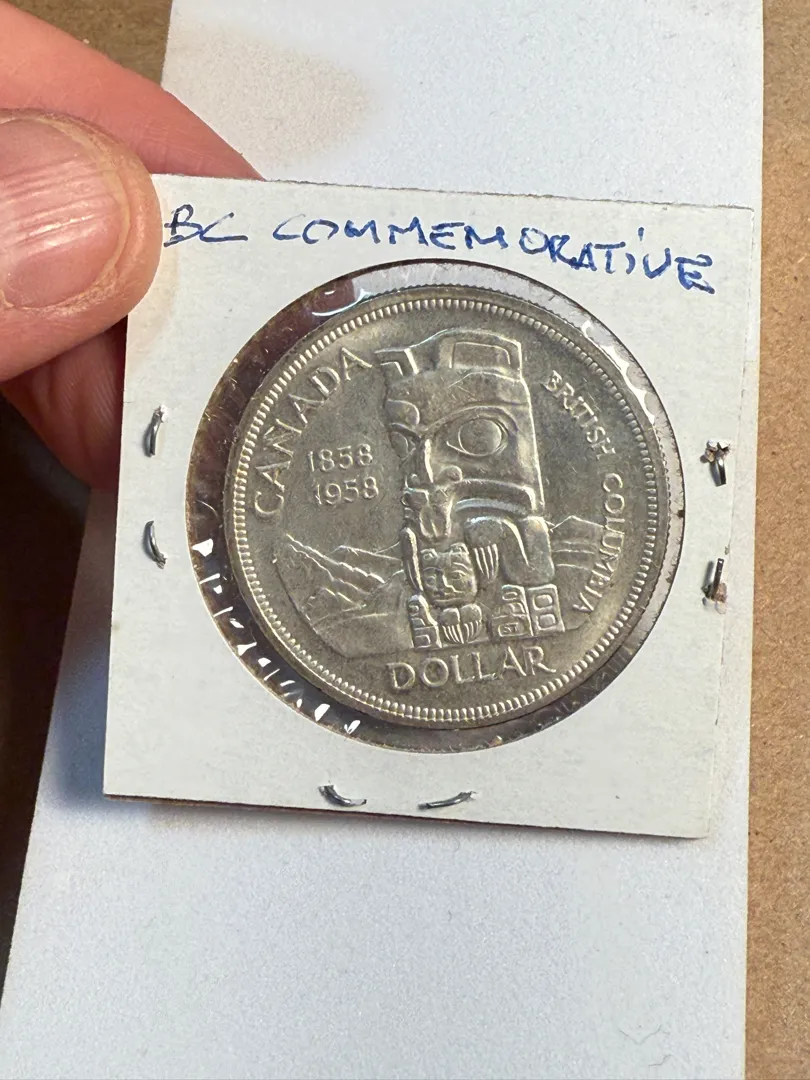 BC COMMEMORATIVE
CANADA
1858
1958
BRITISH COLUMBIA
DOLLAR